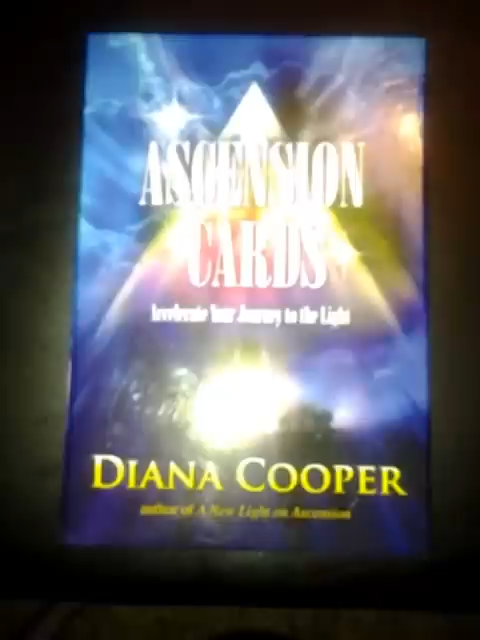 ASCENSION
CARDS
Accelerate Your Journey to the Light
DIANA COOPER
author of A New Light on Ascension